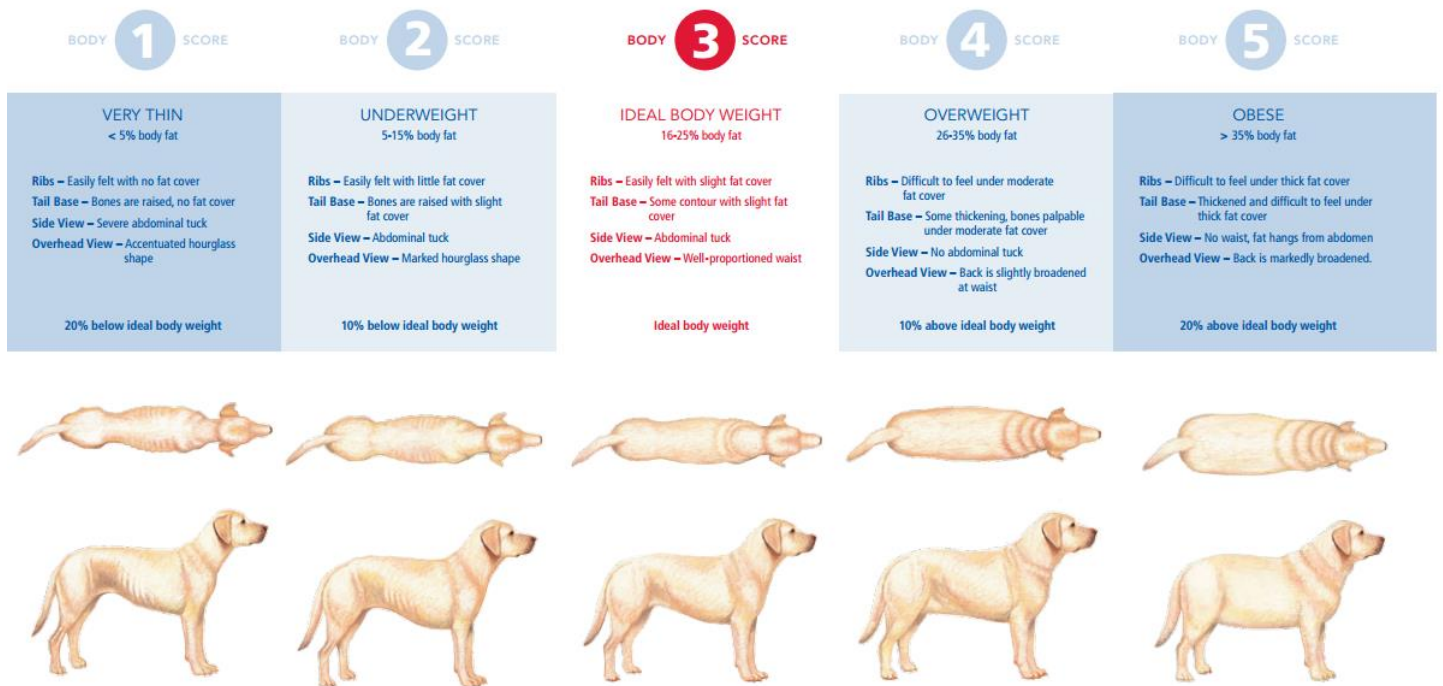 BODY 1 SCORE
VERY THIN
< 5% body fat
Ribs – Easily felt with no fat cover
Tail Base – Bones are raised, no fat cover
Side View – Severe abdominal tuck
Overhead View – Accentuated hourglass
shape
20% below ideal body weight
BODY 2 SCORE
UNDERWEIGHT
5-15% body fat
Ribs – Easily felt with little fat cover
Tail Base – Bones are raised with slight
fat cover
Side View – Abdominal tuck
Overhead View – Marked hourglass shape
10% below ideal body weight
BODY 3 SCORE
IDEAL BODY WEIGHT
16-25% body fat
Ribs – Easily felt with slight fat cover
Tail Base – Some contour with slight fat
cover
Side View – Abdominal tuck
Overhead View – Well-proportioned waist
Ideal body weight
BODY 4 SCORE
OVERWEIGHT
26-35% body fat
Ribs – Difficult to feel under moderate
fat cover
Tail Base – Some thickening, bones palpable
under moderate fat cover
Side View – No abdominal tuck
Overhead View – Back is slightly broadened
at waist
10% above ideal body weight
BODY 5 SCORE
OBESE
> 35% body fat
Ribs – Difficult to feel under thick fat cover
Tail Base – Thickened and difficult to feel under
thick fat cover
Side View – No waist, fat hangs from abdomen
Overhead View – Back is markedly broadened.
20% above ideal body weight